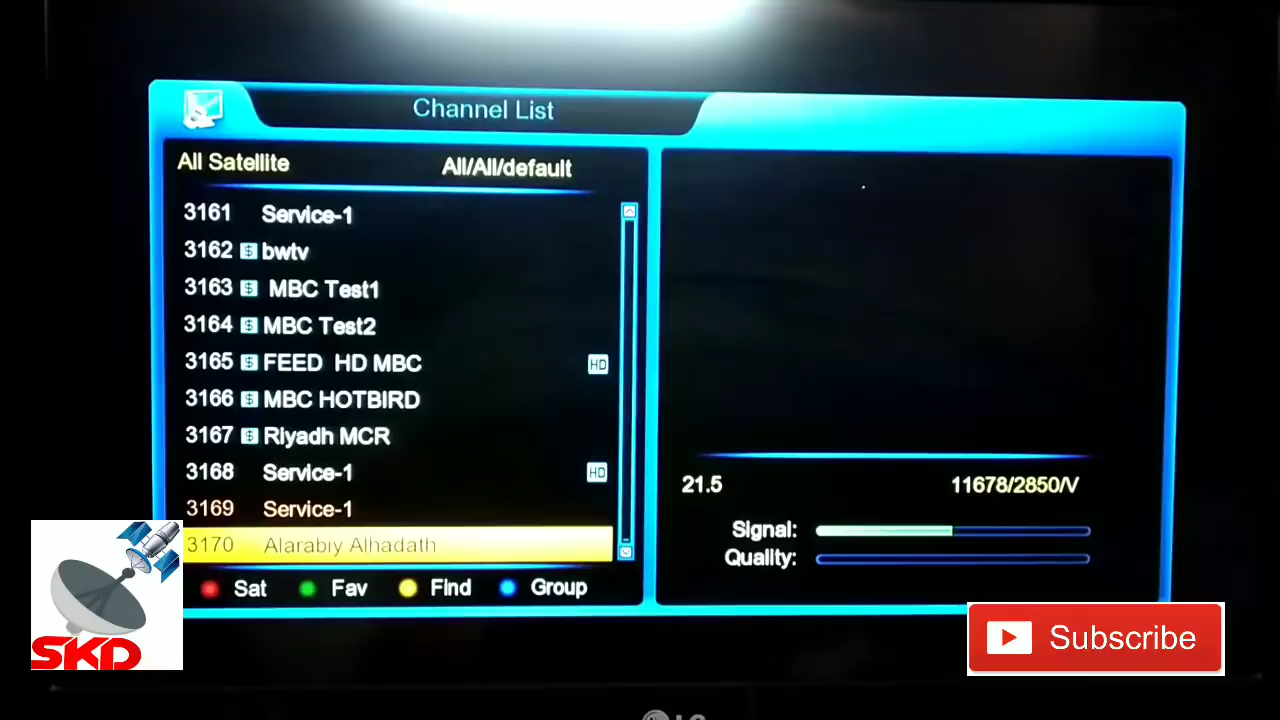 Channel List
All Satellite All/All/default
3161 Service-1
3162 $ bwtv
3163 $ MBC Test1
3164 $ MBC Test2
3165 $ FEED HD MBC HD
3166 $ MBC HOTBIRD
3167 $ Riyadh MCR
3168 Service-1 HD
3169 Service-1
3170 Alarabiy Alhadath
Sat Fav Find Group
21.5 11678/2850/V
Signal:
Quality:
SKD
Subscribe
LG